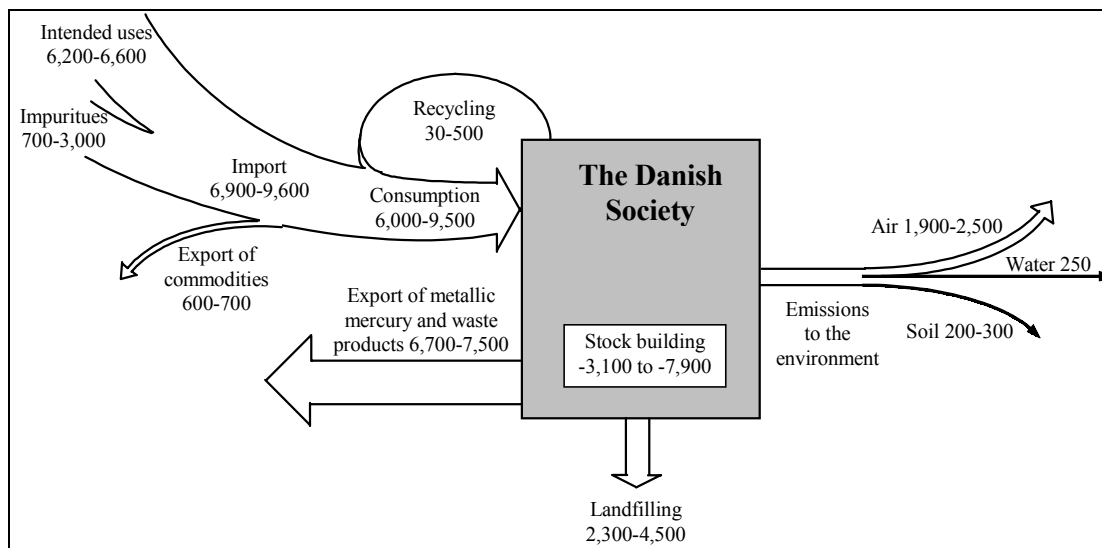 Intended uses
6,200-6,600
Impuritues
700-3,000
Recycling
30-500
Import
6,900-9,600
Consumption
6,000-9,500
Export of
commodities
600-700
The Danish
Society
Export of metallic
mercury and waste
products 6,700-7,500
Stock building
-3,100 to -7,900
Air 1,900-2,500
Water 250
Soil 200-300
Emissions
to the
environment
Landfilling
2,300-4,500